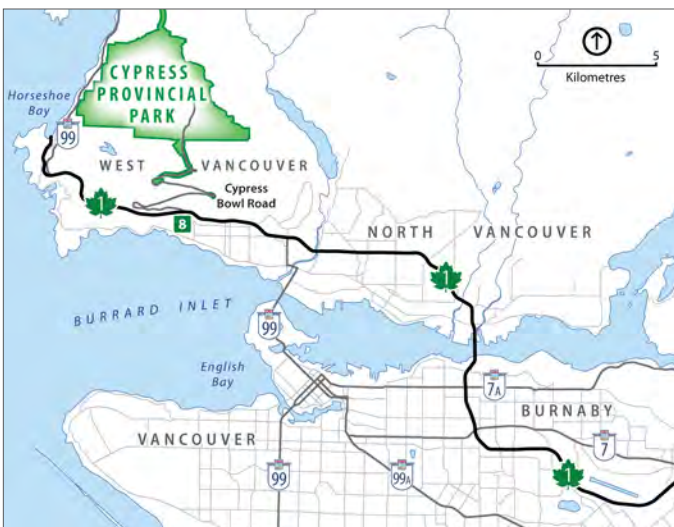 CYPRESS
PROVINCIAL
PARK
0 5
Kilometres
Horseshoe
Bay
99
WEST VANCOUVER
Cypress
Bowl Road
1
8
NORTH VANCOUVER
1
BURRARD INLET
99
English
Bay
7A
BURNABY
VANCOUVER
7
99
99A
1